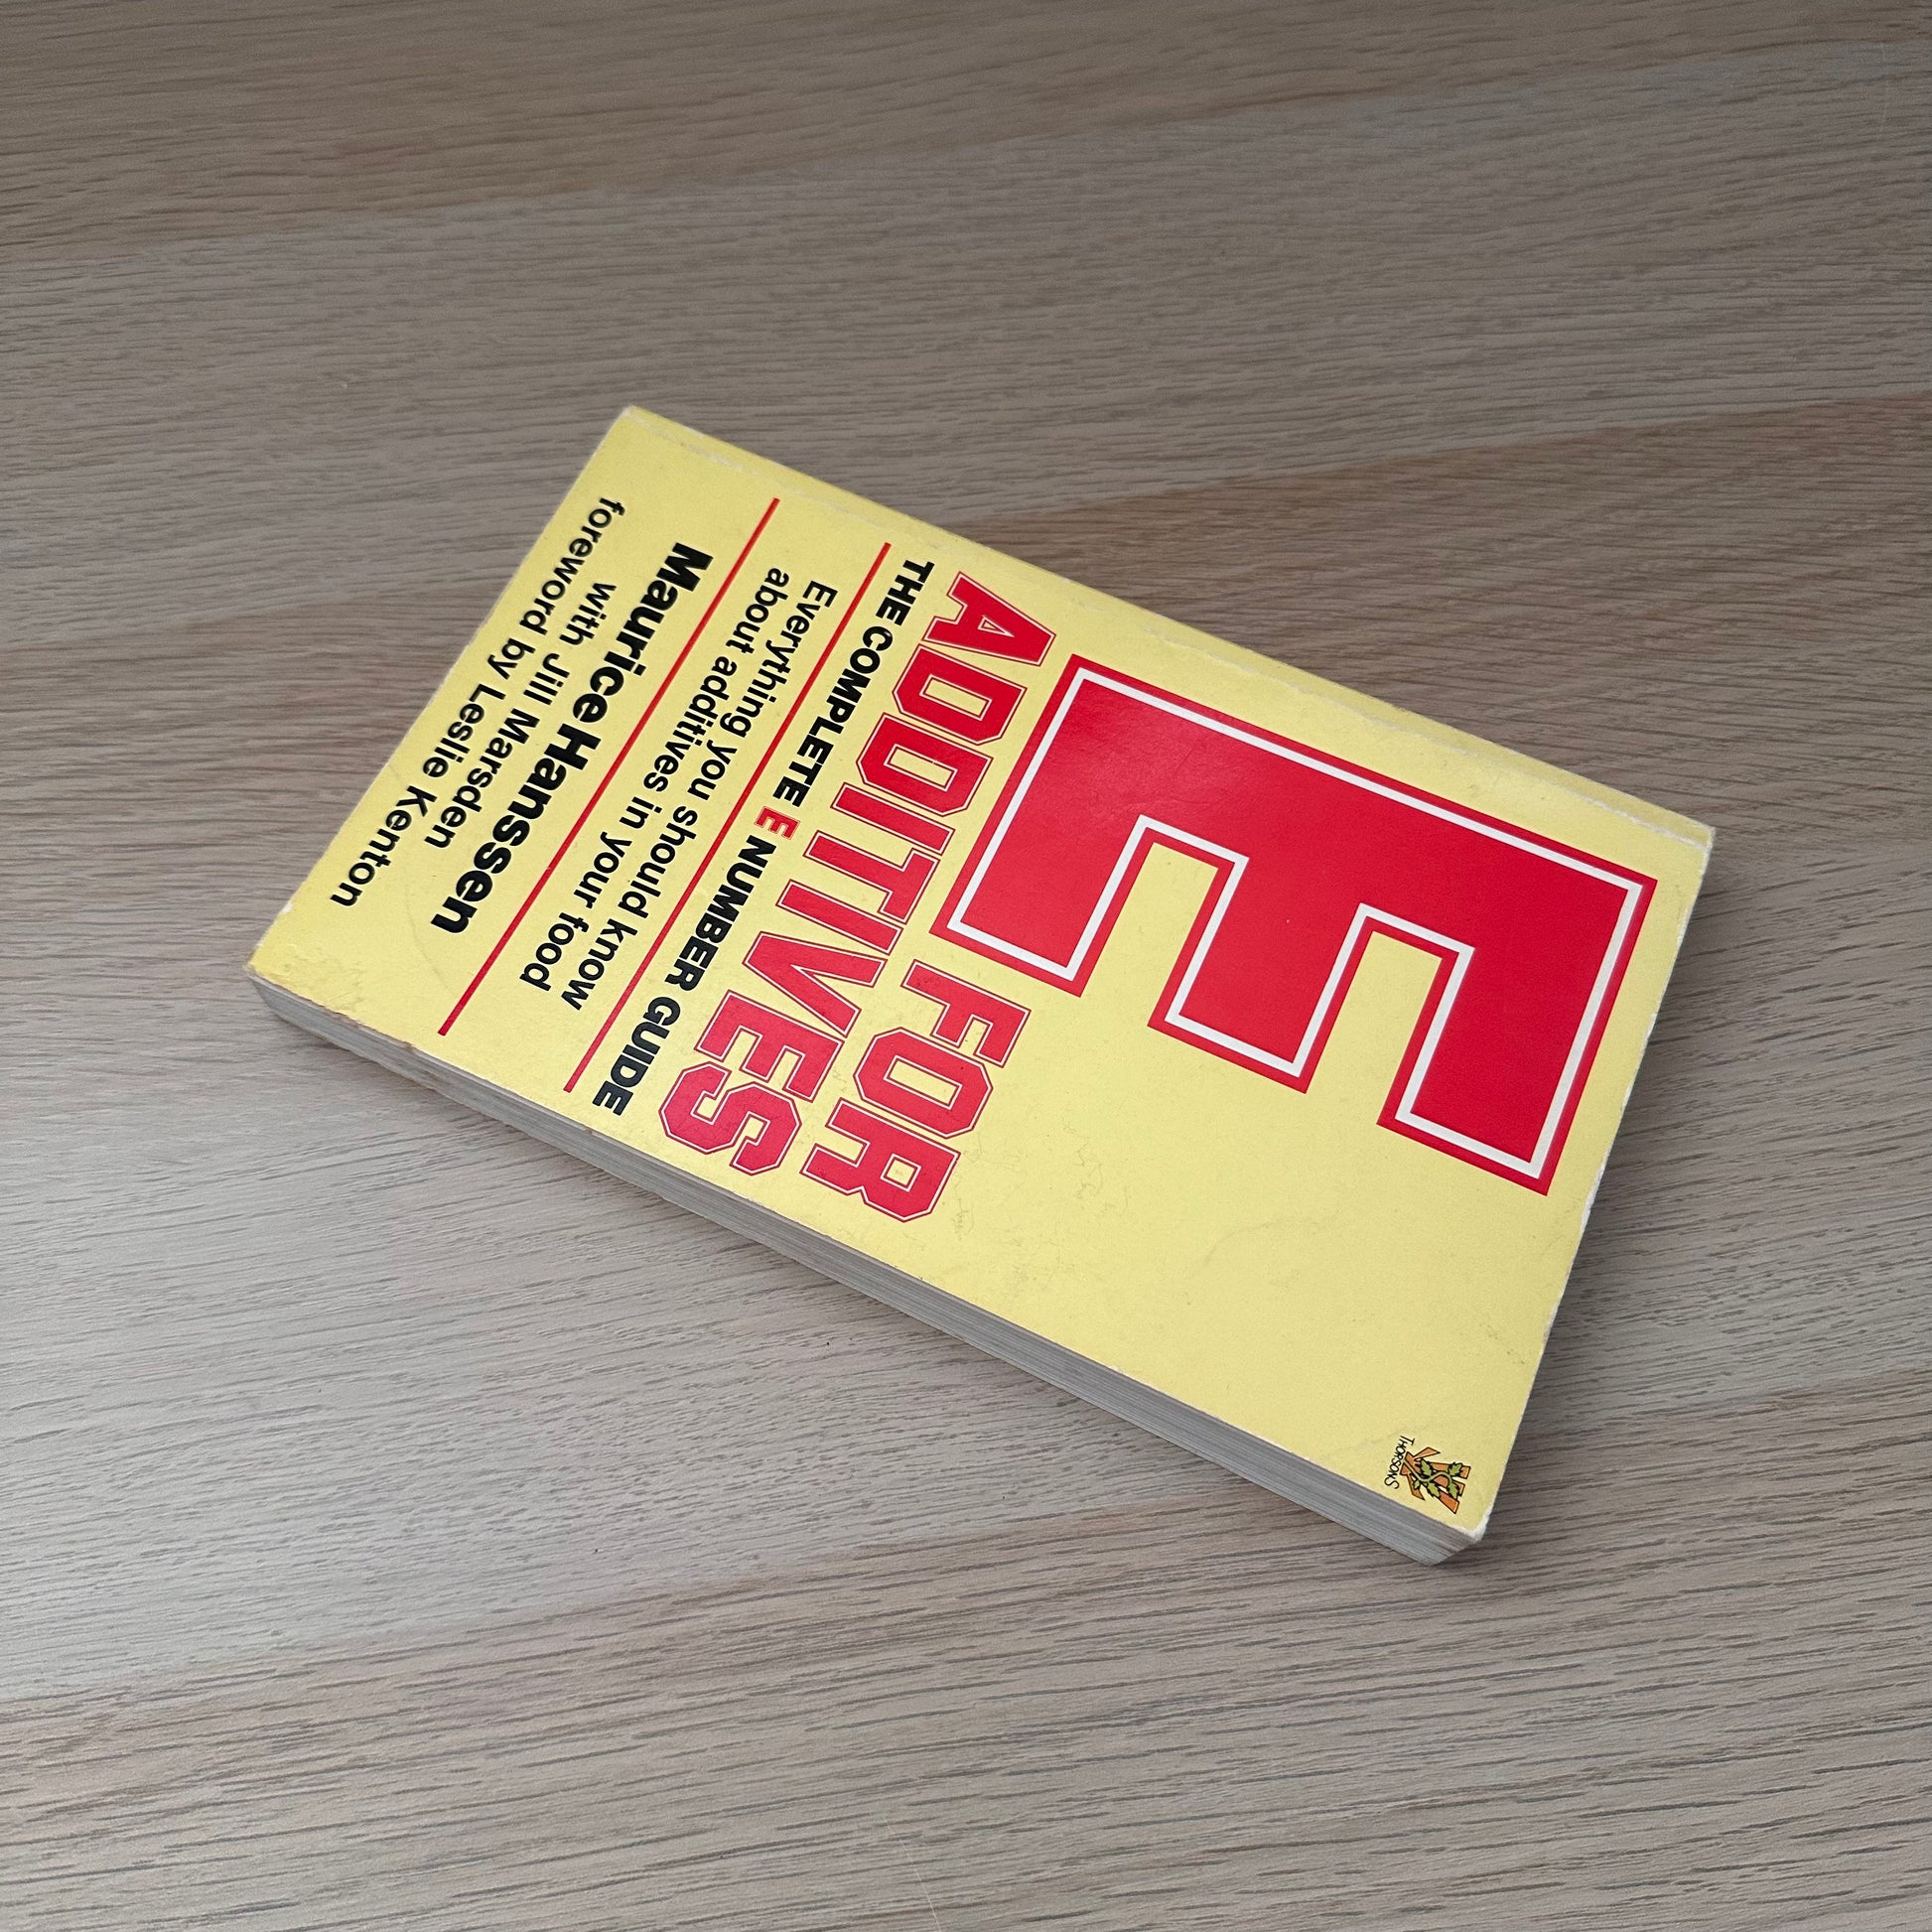 THORSONS
E
FOR
ADDITIVES
THE COMPLETE E NUMBER GUIDE
Everything you should know
about additives in your food
Maurice Hanssen
with Jill Marsden
foreword by Leslie Kenton